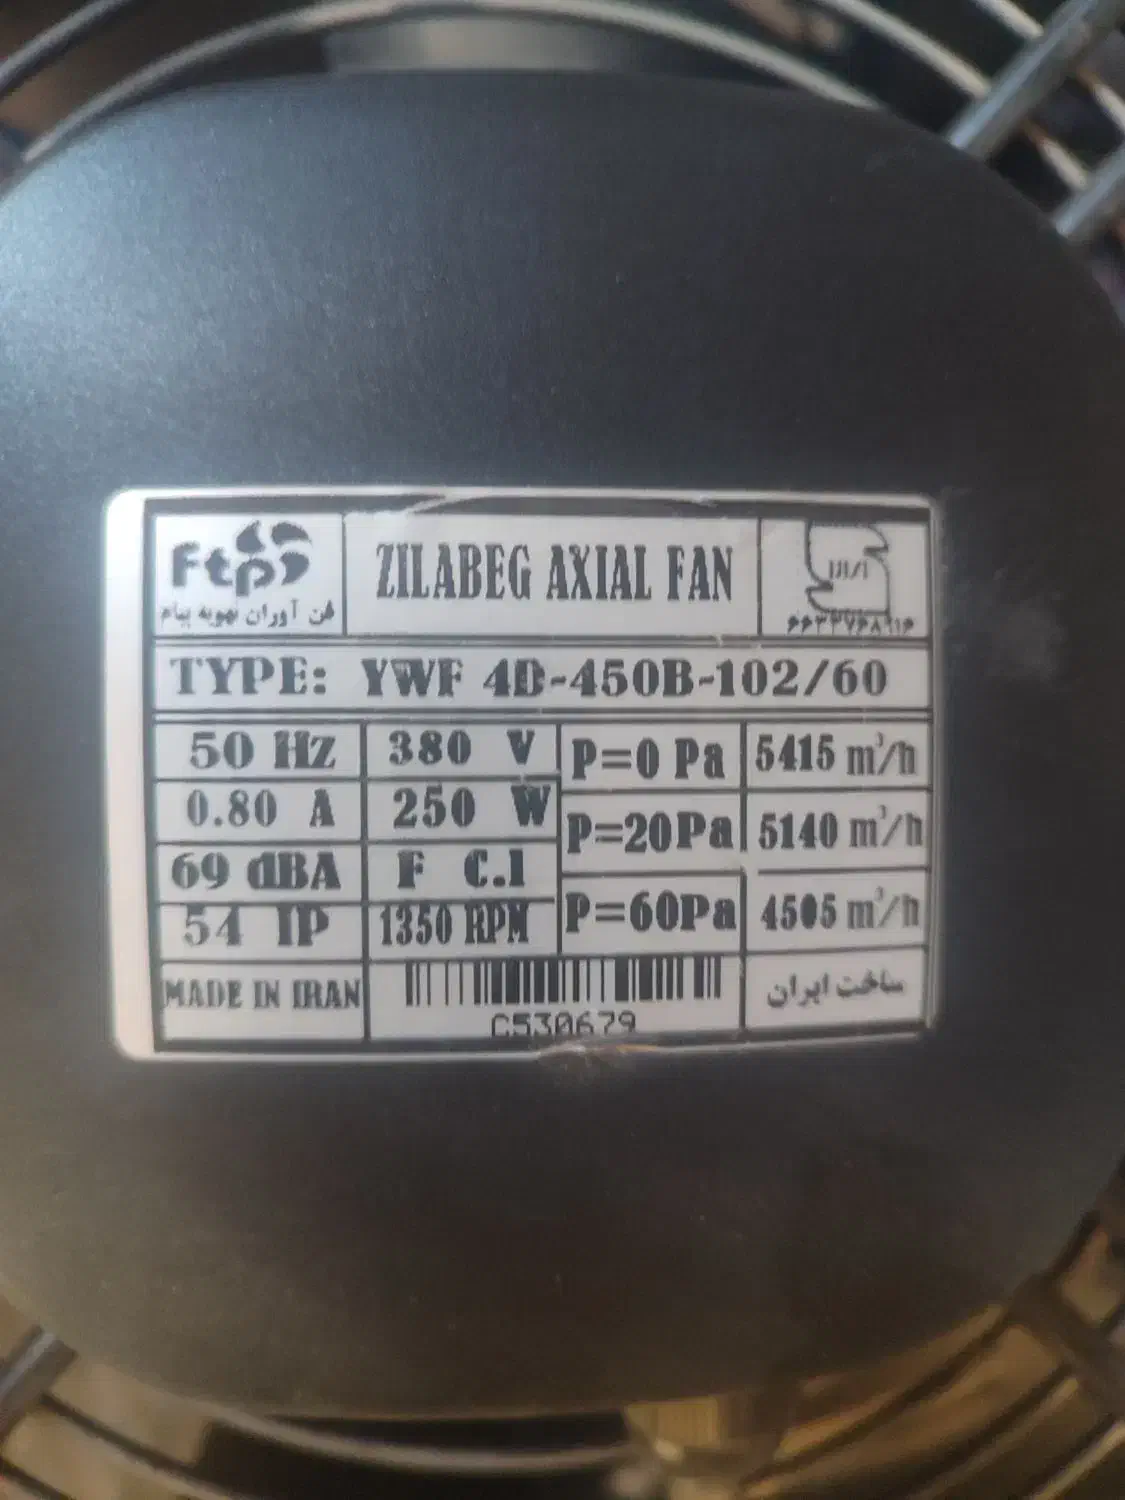 Ftp
فن آوران تهویه پیام
ZILABEG AXIAL FAN
TYPE: YWF 4D-450B-102/60
50 Hz 380 V P=0 Pa 5415 m³/h
0.80 A 250 W P=20Pa 5140 m³/h
69 dBA F C.I P=60Pa 4505 m³/h
54 IP 1350 RPM
MADE IN IRAN
C530679
ساخت ایران